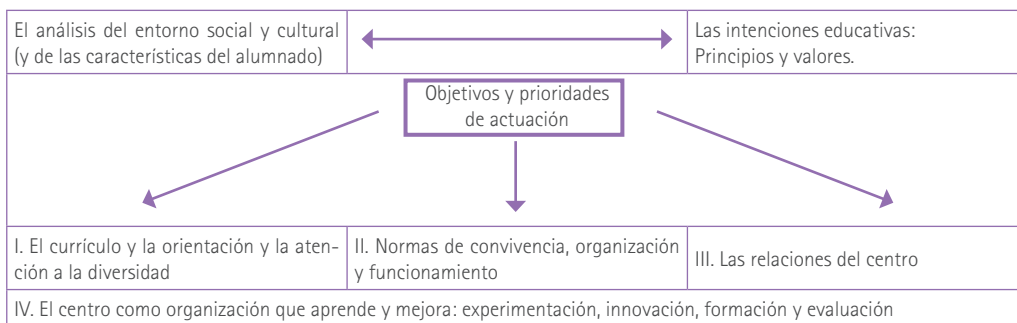 El análisis del entorno social y cultural
(y de las características del alumnado)
Las intenciones educativas:
Principios y valores.
Objetivos y prioridades
de actuación
I. El currículo y la orientación y la aten-
ción a la diversidad
II. Normas de convivencia, organización
y funcionamiento
III. Las relaciones del centro
IV. El centro como organización que aprende y mejora: experimentación, innovación, formación y evaluación